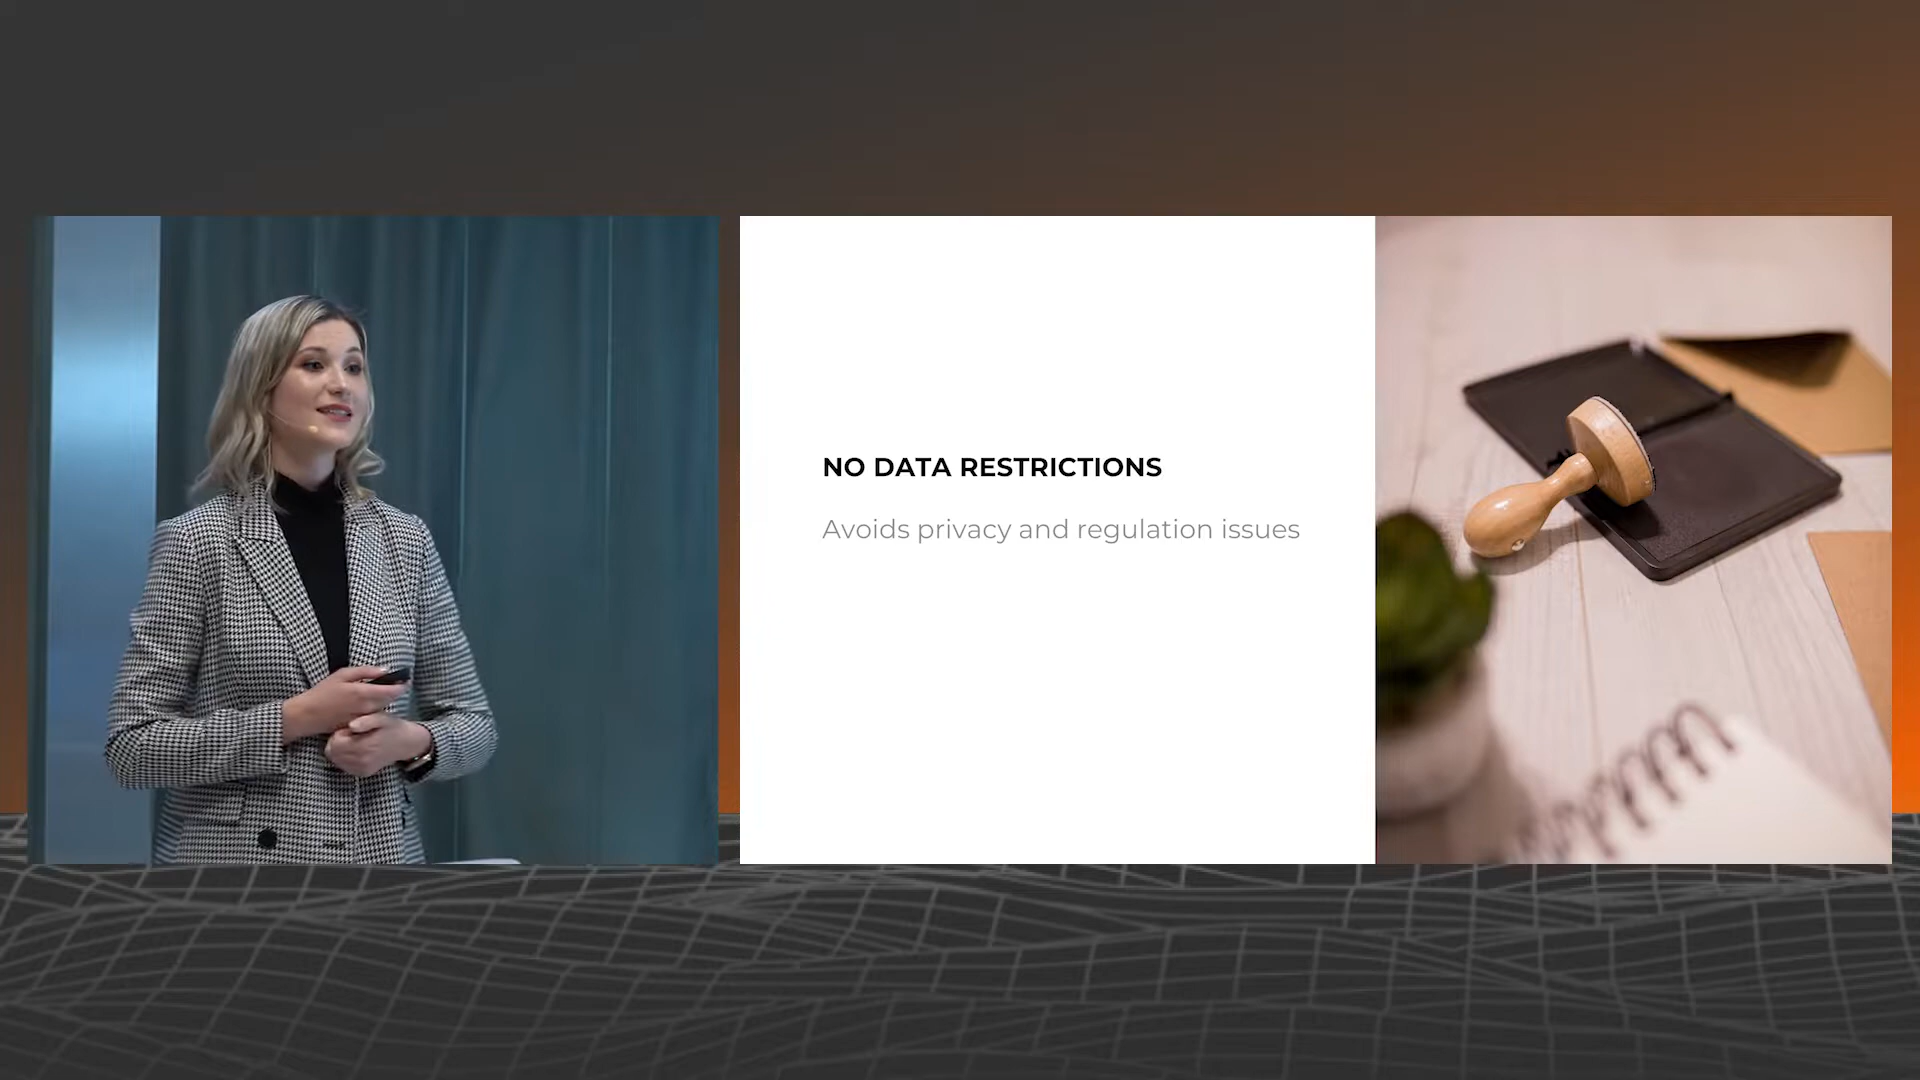 NO DATA RESTRICTIONS
Avoids privacy and regulation issues